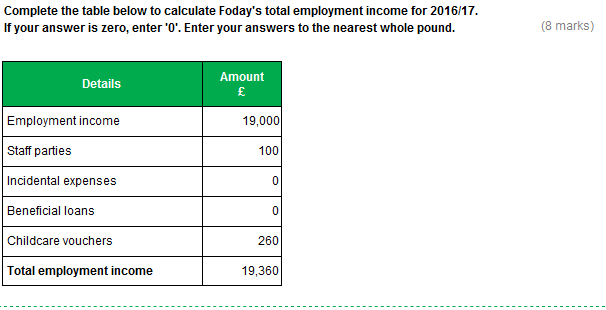 Complete the table below to calculate Foday's total employment income for 2016/17.
If your answer is zero, enter '0'. Enter your answers to the nearest whole pound.
(8 marks)
Details
Amount
£
Employment income 19,000
Staff parties 100
Incidental expenses 0
Beneficial loans 0
Childcare vouchers 260
Total employment income 19,360